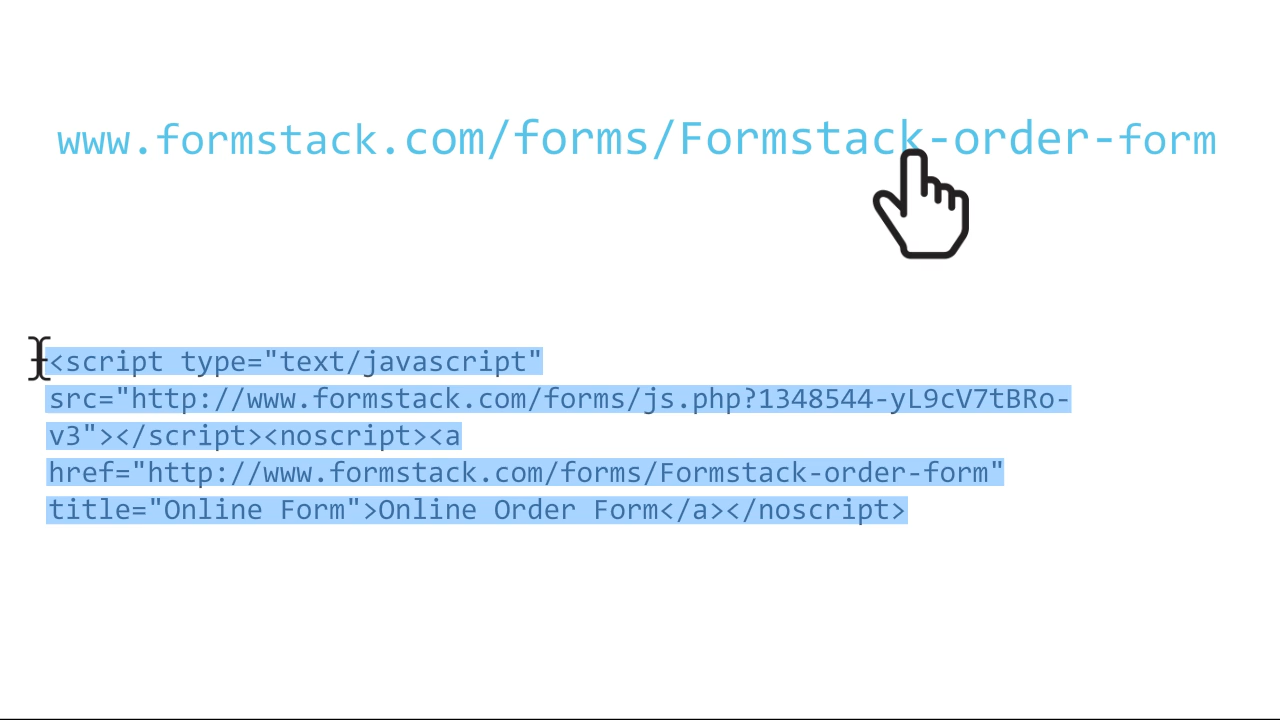 www.formstack.com/forms/Formstack-order-form
<script type="text/javascript"
src="http://www.formstack.com/forms/js.php?1348544-yL9cV7tBRo-
v3"></script><noscript><a
href="http://www.formstack.com/forms/Formstack-order-form"
title="Online Form">Online Order Form</a></noscript>